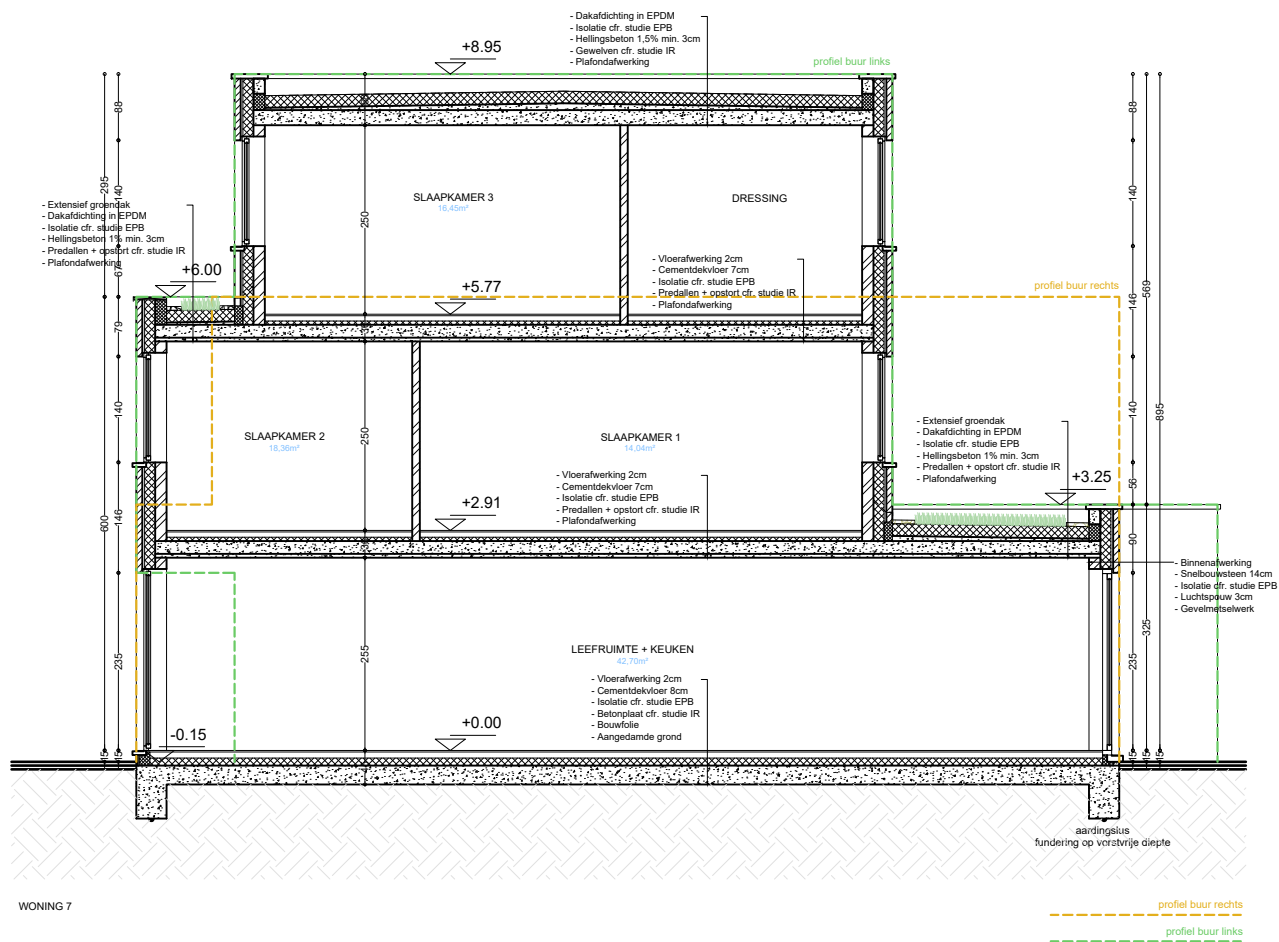 - Dakafdichting in EPDM
- Isolatie cfr. studie EPB
- Hellingsbeton 1,5% min. 3cm
- Gewelven cfr. studie IR
- Plafondafwerking
+8.95
profiel buur links
88
88
295
140
140
SLAAPKAMER 3
16,45m²
DRESSING
250
- Extensief groendak
- Dakafdichting in EPDM
- Isolatie cfr. studie EPB
- Hellingsbeton 1% min. 3cm
- Predallen + opstort cfr. studie IR
- Plafondafwerking
67
+6.00
- Vloerafwerking 2cm
- Cementdekvloer 7cm
- Isolatie cfr. studie EPB
- Predallen + opstort cfr. studie IR
- Plafondafwerking
+5.77
profiel buur rechts
146
569
79
140
140
895
SLAAPKAMER 2
18,36m²
250
SLAAPKAMER 1
14,04m²
- Extensief groendak
- Dakafdichting in EPDM
- Isolatie cfr. studie EPB
- Hellingsbeton 1% min. 3cm
- Predallen + opstort cfr. studie IR
- Plafondafwerking
+3.25
56
- Vloerafwerking 2cm
- Cementdekvloer 7cm
- Isolatie cfr. studie EPB
- Predallen + opstort cfr. studie IR
- Plafondafwerking
+2.91
600
146
90
- Binnenafwerking
- Snelbouwsteen 14cm
- Isolatie cfr. studie EPB
- Luchtspouw 3cm
- Gevelmetselwerk
325
235
235
255
LEEFRUIMTE + KEUKEN
42,70m²
- Vloerafwerking 2cm
- Cementdekvloer 8cm
- Isolatie cfr. studie EPB
- Betonplaat cfr. studie IR
- Bouwfolie
- Aangedamde grond
+0.00
-0.15
15
15
15
15
15
aardingslus
fundering op vorstvrije diepte
WONING 7
profiel buur rechts
profiel buur links